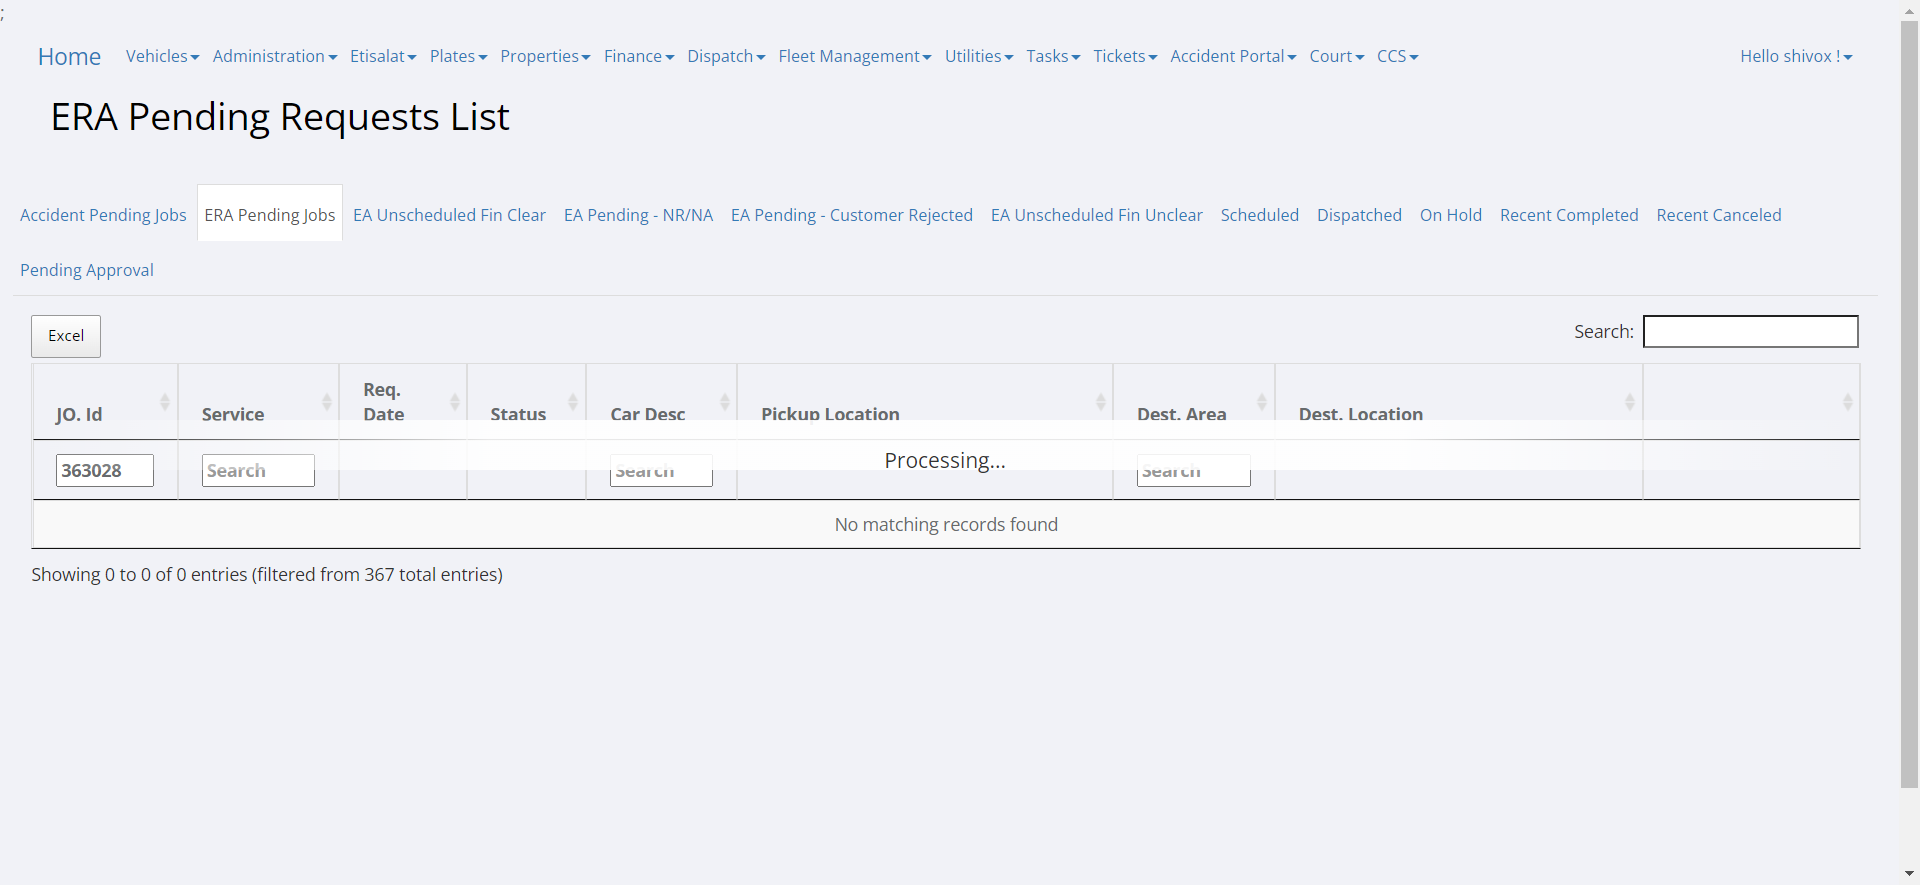 ;
Home Vehicles Administration Etisalat Plates Properties Finance Dispatch Fleet Management Utilities Tasks Tickets Accident Portal Court CCS Hello shivox !
ERA Pending Requests List
Accident Pending Jobs ERA Pending Jobs EA Unscheduled Fin Clear EA Pending - NR/NA EA Pending - Customer Rejected EA Unscheduled Fin Unclear Scheduled Dispatched On Hold Recent Completed Recent Canceled
Pending Approval
Excel Search:
JO. Id Service Req. Date Status Car Desc Pickup Location Dest. Area Dest. Location
Processing...
363028 Search Search Search
No matching records found
Showing 0 to 0 of 0 entries (filtered from 367 total entries)